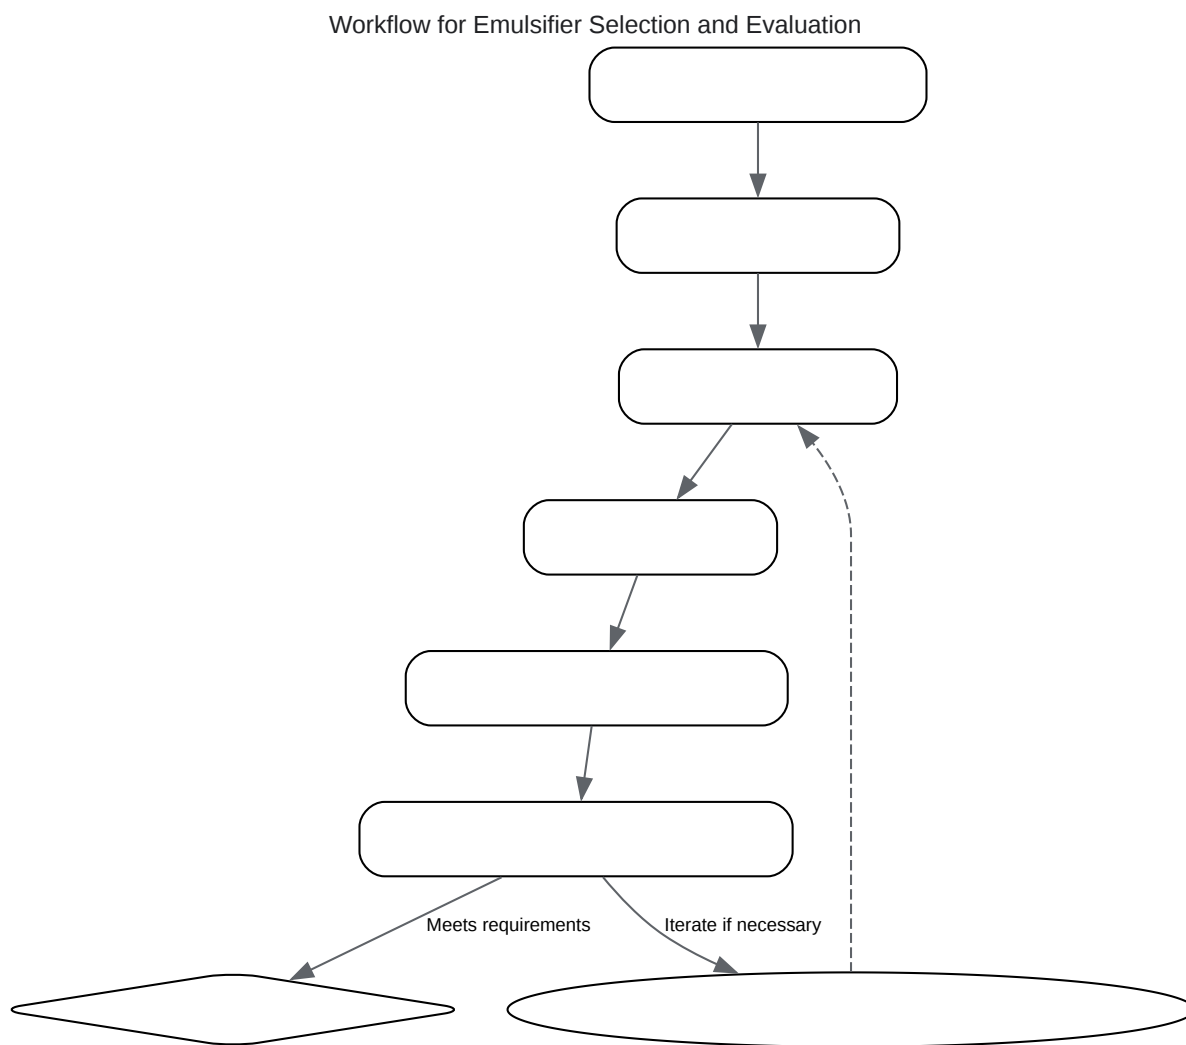 Workflow for Emulsifier Selection and Evaluation
Meets requirements
Iterate if necessary